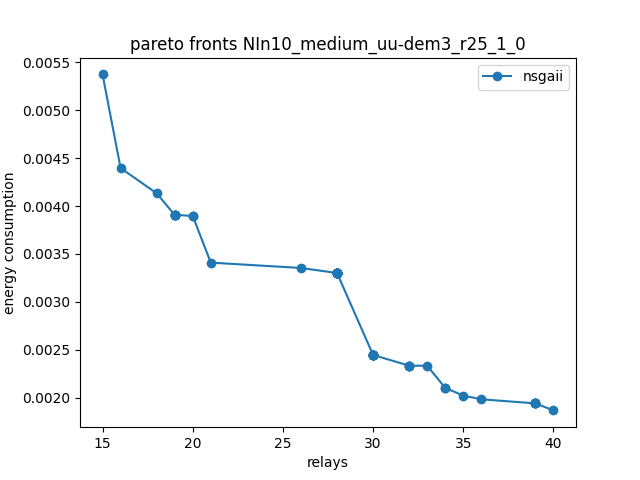 pareto fronts NIn10_medium_uu-dem3_r25_1_0
nsgaii
0.0055
0.0050
0.0045
0.0040
0.0035
0.0030
0.0025
0.0020
energy consumption
15 20 25 30 35 40
relays